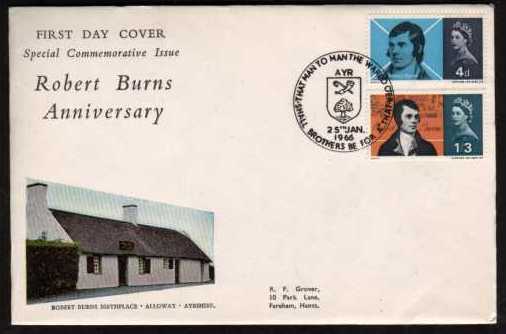 FIRST DAY COVER
Special Commemorative Issue
Robert Burns
Anniversary
4d
1'3
THAT MAN TO MAN THE WARLD O'ER
SHALL BROTHERS BE FOR A' THAT
AYR
25TH JAN.
1966
ROBERT BURNS BIRTHPLACE · ALLOWAY · AYRSHIRE.
R. F. Grover,
10 Park Lane,
Fareham, Hants.